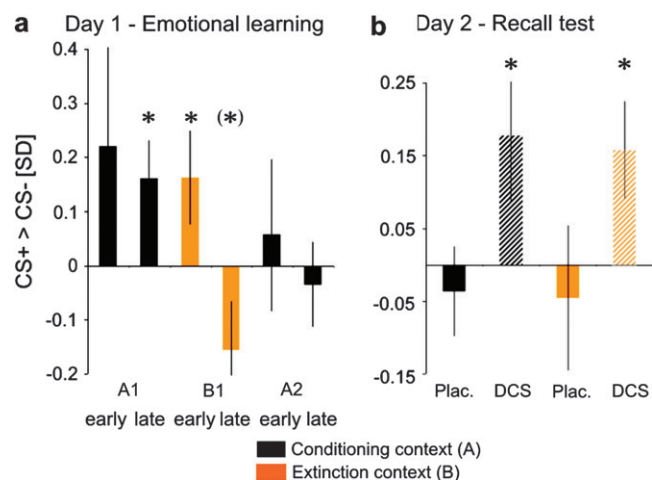 a Day 1 - Emotional learning
CS+ > CS- [SD]
0.4
0.3
0.2
0.1
0
-0.1
-0.2
* * (*)
A1 B1 A2
early late early late early late
b Day 2 - Recall test
0.25
0.15
0.05
-0.05
-0.15
* *
Plac. DCS Plac. DCS
Conditioning context (A)
Extinction context (B)